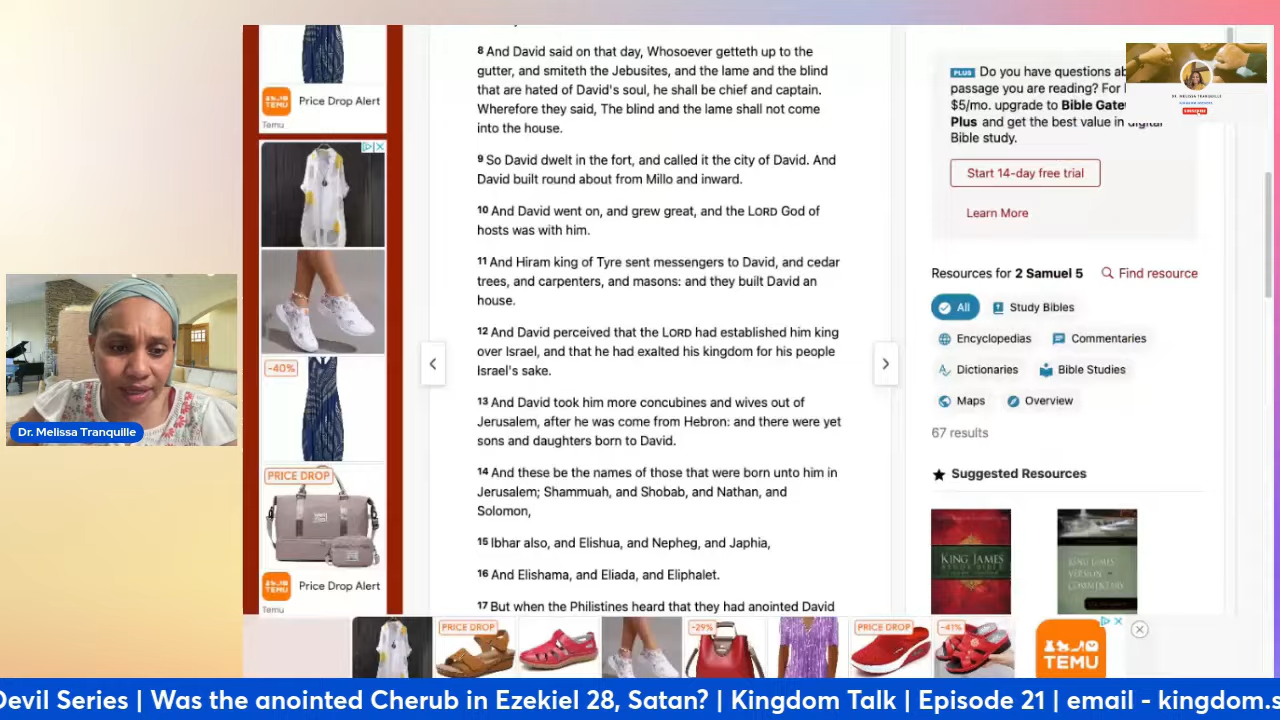 8 And David said on that day, Whosoever getteth up to the
gutter, and smiteth the Jebusites, and the lame and the blind
that are hated of David's soul, he shall be chief and captain.
Wherefore they said, The blind and the lame shall not come
into the house.
9 So David dwelt in the fort, and called it the city of David. And
David built round about from Millo and inward.
10 And David went on, and grew great, and the LORD God of
hosts was with him.
11 And Hiram king of Tyre sent messengers to David, and cedar
trees, and carpenters, and masons: and they built David an
house.
12 And David perceived that the LORD had established him king
over Israel, and that he had exalted his kingdom for his people
Israel's sake.
13 And David took him more concubines and wives out of
Jerusalem, after he was come from Hebron: and there were yet
sons and daughters born to David.
14 And these be the names of those that were born unto him in
Jerusalem; Shammuah, and Shobab, and Nathan, and
Solomon,
15 Ibhar also, and Elishua, and Nepheg, and Japhia,
16 And Elishama, and Eliada, and Eliphalet.
17 But when the Philistines heard that they had anointed David
TEMU
Price Drop Alert
Temu
-40%
PRICE DROP
Price Drop Alert
Temu
Dr. Melissa Tranquille
PLUS Do you have questions ab
passage you are reading? For l
$5/mo. upgrade to Bible Gate
Plus and get the best value in digital
Bible study.
Start 14-day free trial
Learn More
DR. MELISSA TRANQUILLE
Resources for 2 Samuel 5
Find resource
All
Study Bibles
Encyclopedias
Commentaries
Dictionaries
Bible Studies
Maps
Overview
67 results
Suggested Resources
KING JAMES
STUDY BIBLE
KING JAMES
VERSION
COMMENTARY
PRICE DROP
-29%
PRICE DROP
-41%
TEMU
Devil Series | Was the anointed Cherub in Ezekiel 28, Satan? | Kingdom Talk | Episode 21 | email - kingdom.s